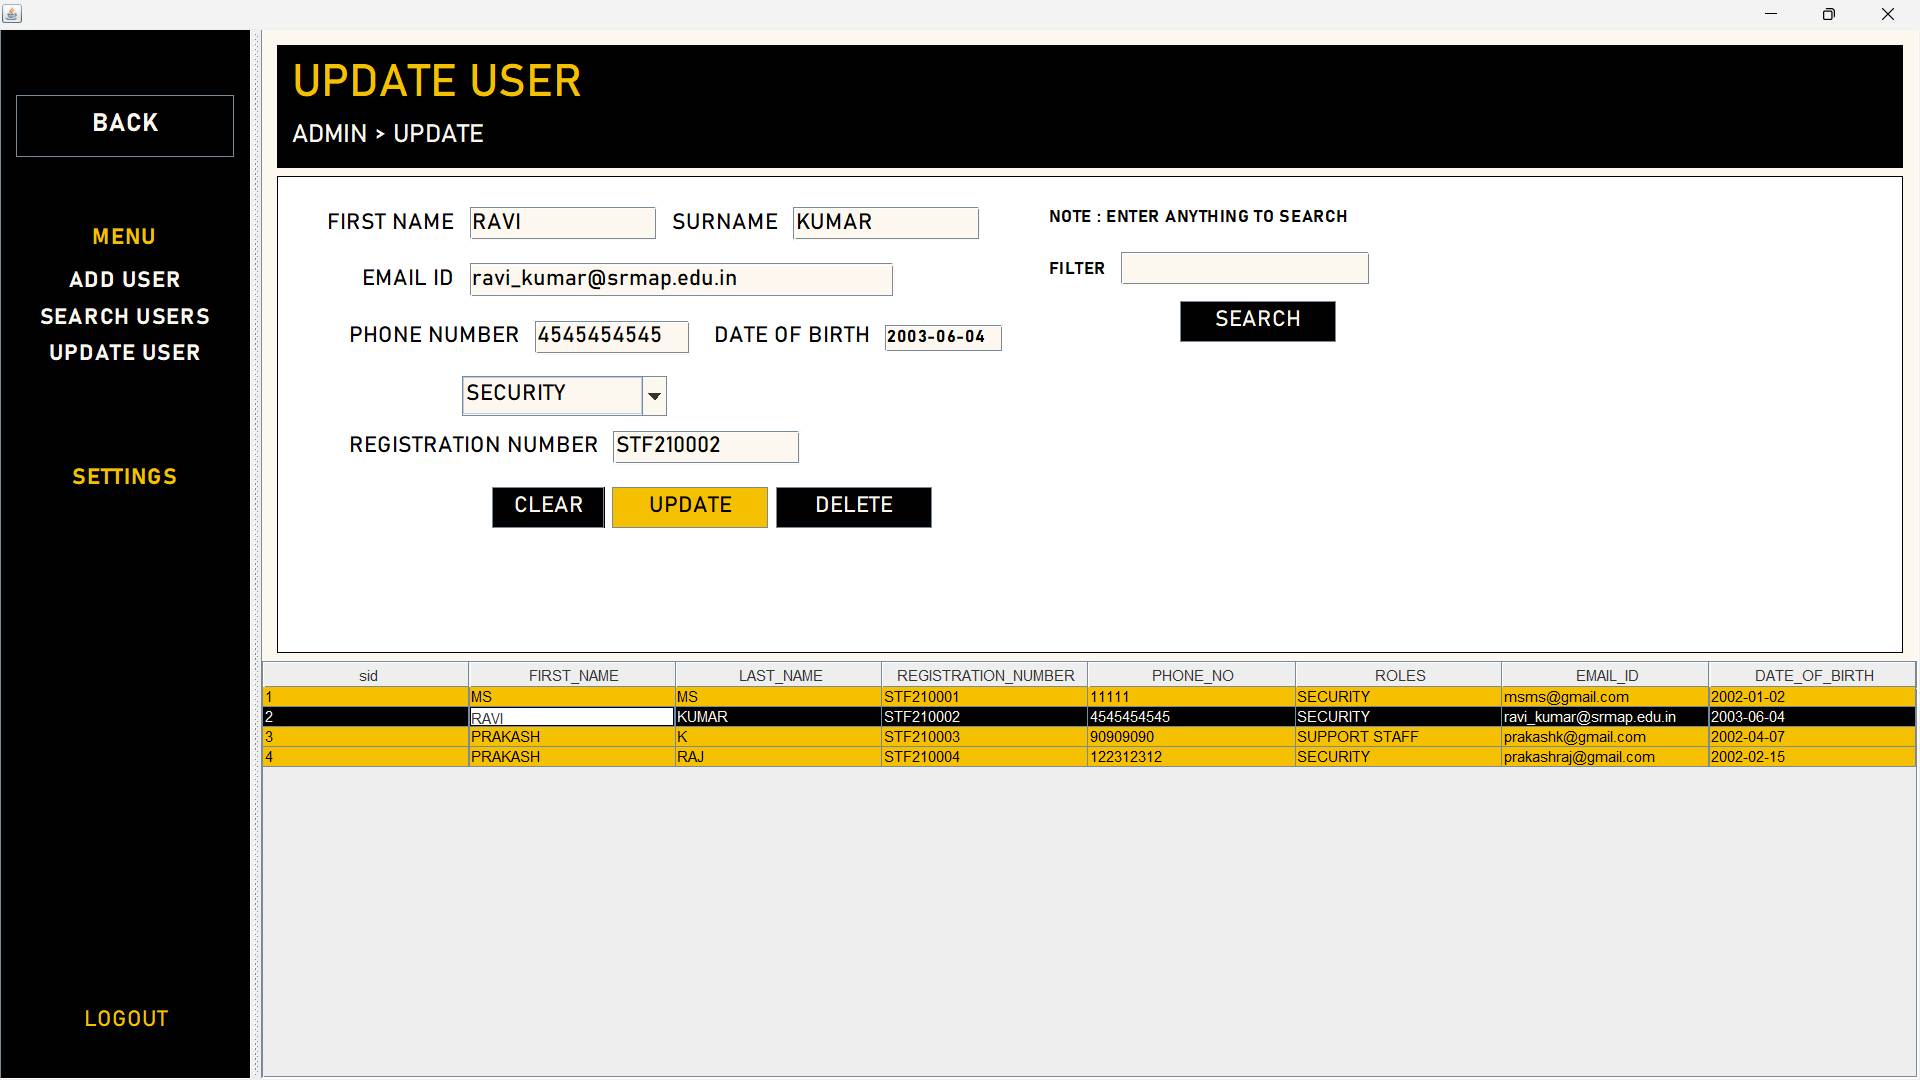 BACK
MENU
ADD USER
SEARCH USERS
UPDATE USER
SETTINGS
LOGOUT
UPDATE USER
ADMIN > UPDATE
FIRST NAME RAVI SURNAME KUMAR
EMAIL ID ravi_kumar@srmap.edu.in
PHONE NUMBER 4545454545 DATE OF BIRTH 2003-06-04
SECURITY
REGISTRATION NUMBER STF210002
CLEAR UPDATE DELETE
NOTE : ENTER ANYTHING TO SEARCH
FILTER
SEARCH
sid FIRST_NAME LAST_NAME REGISTRATION_NUMBER PHONE_NO ROLES EMAIL_ID DATE_OF_BIRTH
1 MS MS STF210001 11111 SECURITY msms@gmail.com 2002-01-02
2 RAVI KUMAR STF210002 4545454545 SECURITY ravi_kumar@srmap.edu.in 2003-06-04
3 PRAKASH K STF210003 90909090 SUPPORT STAFF prakashk@gmail.com 2002-04-07
4 PRAKASH RAJ STF210004 122312312 SECURITY prakashraj@gmail.com 2002-02-15